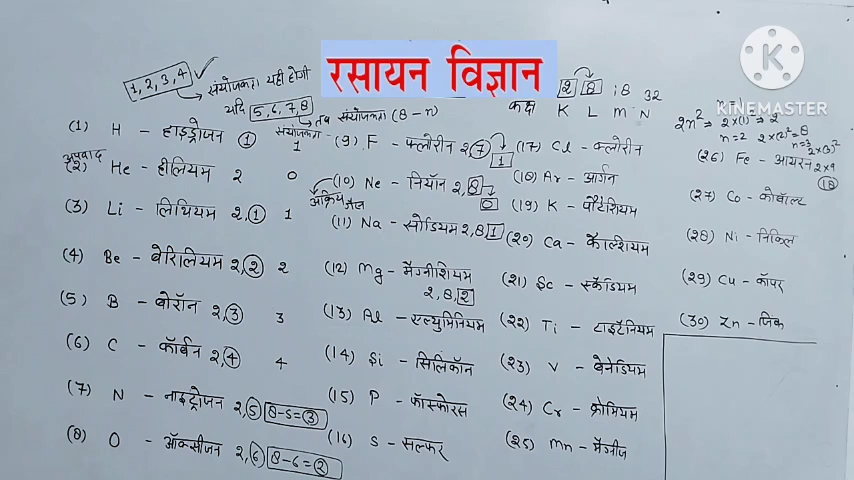 रसायन विज्ञान
KINEMASTER
1,2,3,4 ✓
→ संयोजकता यही होगी
यदि 5,6,7,8 तब संयोजकता (8-n)
कक्ष
2 8 18 32
K L M N
2n² ⇒ 2×(1)² ⇒ 2
n=2 2×(2)² = 8
n=3 2×(3)²
2×9
18
संयोजकता
(1) H - हाइड्रोजन 1 1
अपवाद
(2) He - हीलियम 2 0
(3) Li - लिथियम 2,1 1
(4) Be - बेरिलियम 2,2 2
(5) B - बोरॉन 2,3 3
(6) C - कॉर्बन 2,4 4
(7) N - नाइट्रोजन 2,5 8-5=3
(8) O - ऑक्सीजन 2,6 8-6=2
(9) F - फ्लोरीन 2,7 1
(10) Ne - नियॉन 2,8 0
अक्रिय गैस
(11) Na - सोडियम 2,8,1
(12) Mg - मैग्नीशियम
2,8,2
(13) Al - एल्युमिनियम
(14) Si - सिलिकॉन
(15) P - फॉस्फोरस
(16) S - सल्फर
(17) Cl - क्लोरीन
(18) Ar - आर्गन
(19) K - पोटैशियम
(20) Ca - कैल्शियम
(21) Sc - स्कैंडियम
(22) Ti - टाइटैनियम
(23) V - वेनेडियम
(24) Cr - क्रोमियम
(25) Mn - मैंगनीज
(26) Fe - आयरन
(27) Co - कोबॉल्ट
(28) Ni - निकिल
(29) Cu - कॉपर
(30) Zn - जिंक